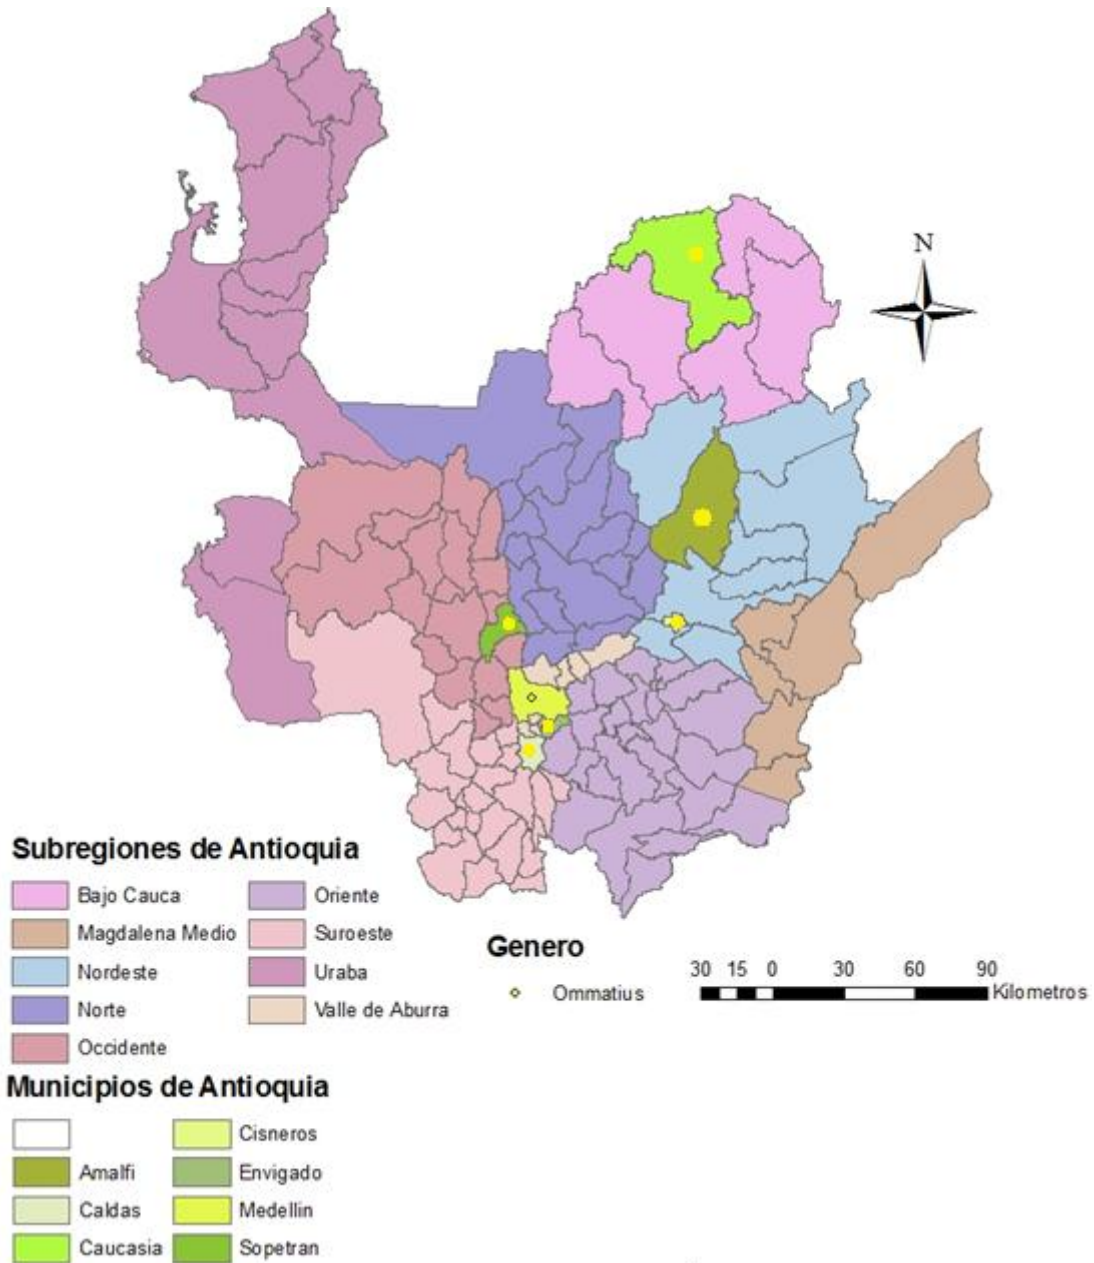 N
Subregiones de Antioquia
Bajo Cauca
Magdalena Medio
Nordeste
Norte
Occidente
Oriente
Suroeste
Uraba
Valle de Aburra
Genero
Ommatius
30 15 0 30 60 90
Kilometros
Municipios de Antioquia
Amalfi
Caldas
Caucasia
Cisneros
Envigado
Medellin
Sopetran